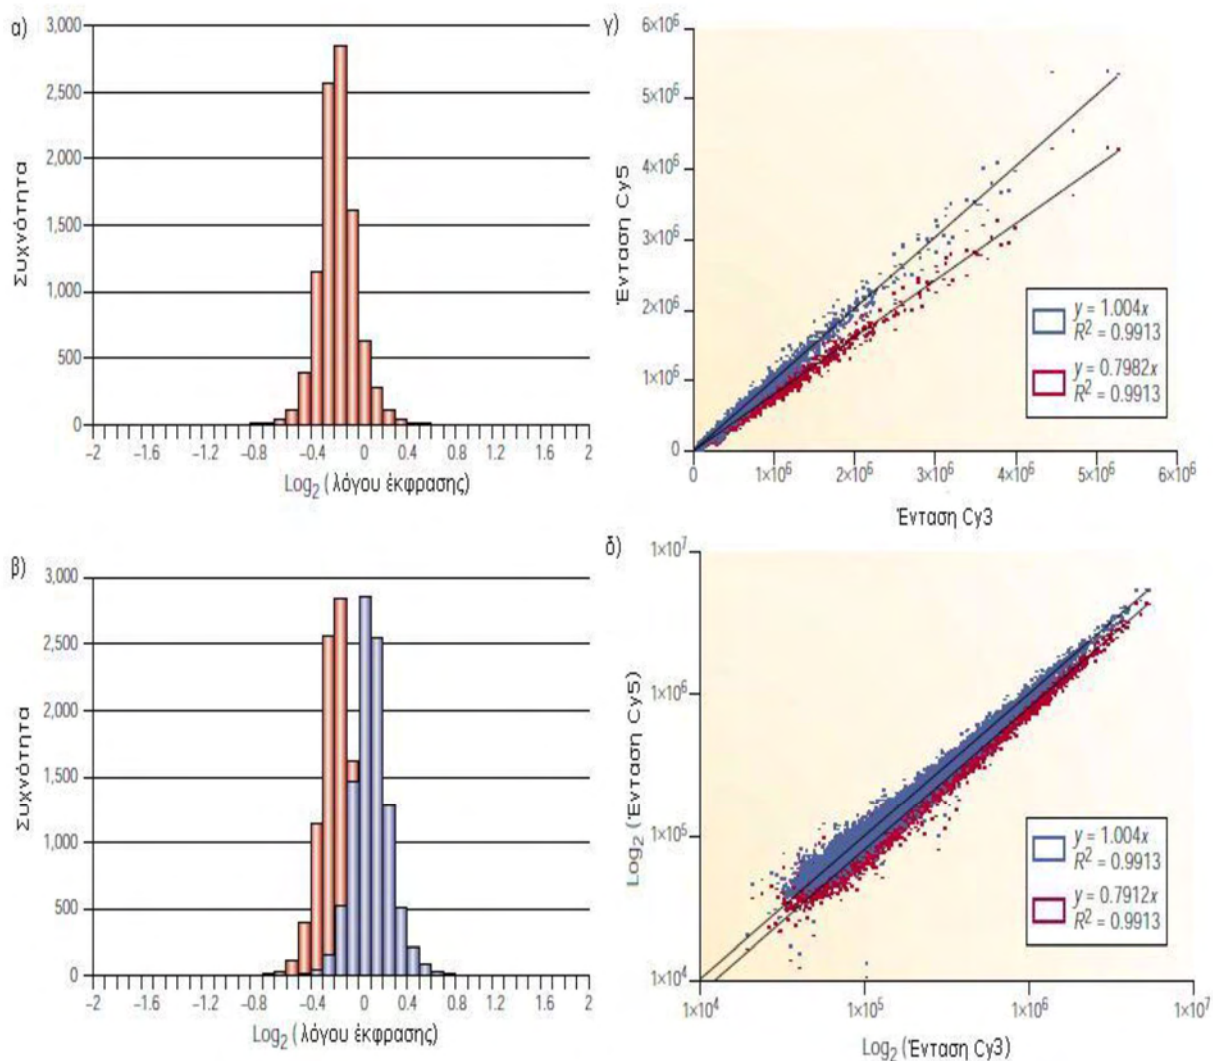 α)
3,000
2,500
2,000
1,500
1,000
500
0
Συχνότητα
–2 –1.6 –1.2 –0.8 –0.4 0 0.4 0.8 1.2 1.6 2
Log2 (λόγου έκφρασης)
γ)
6×10⁶
5×10⁶
4×10⁶
3×10⁶
2×10⁶
1×10⁶
0
Ένταση Cy5
y = 1.004x
R² = 0.9913
y = 0.7982x
R² = 0.9913
0 1×10⁶ 2×10⁶ 3×10⁶ 4×10⁶ 5×10⁶ 6×10⁶
Ένταση Cy3
β)
3,000
2,500
2,000
1,500
1,000
500
0
Συχνότητα
–2 –1.6 –1.2 –0.8 –0.4 0 0.4 0.8 1.2 1.6 2
Log2 (λόγου έκφρασης)
δ)
1×10⁷
1×10⁶
1×10⁵
1×10⁴
Log2 (Ένταση Cy5)
y = 1.004x
R² = 0.9913
y = 0.7912x
R² = 0.9913
1×10⁴ 1×10⁵ 1×10⁶ 1×10⁷
Log2 (Ένταση Cy3)